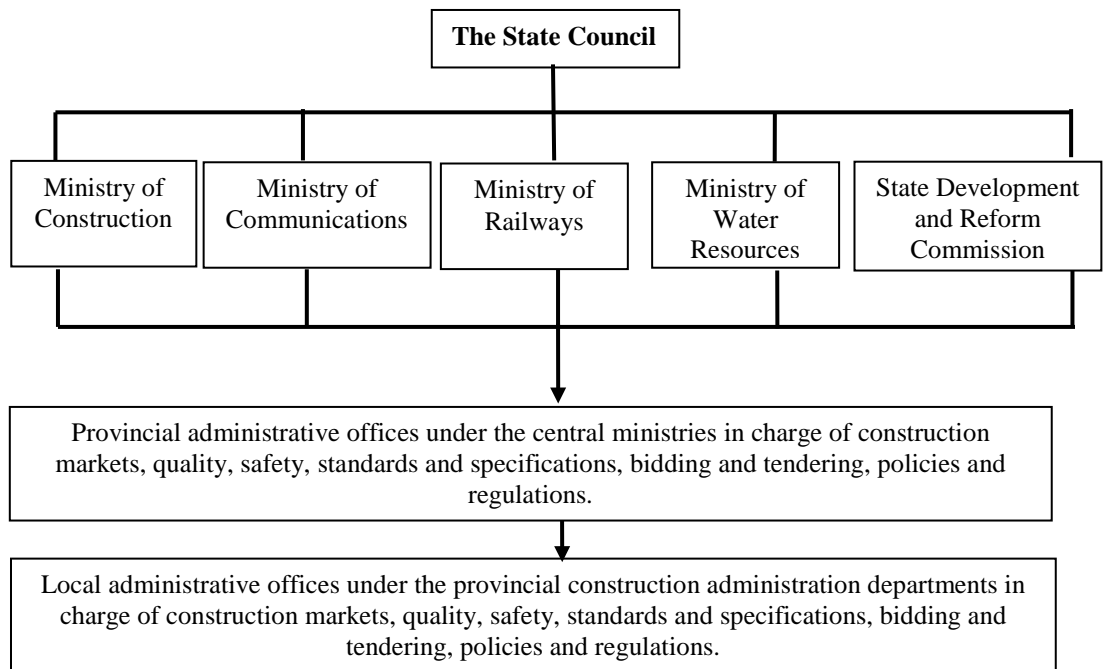 The State Council
Ministry of
Construction
Ministry of
Communications
Ministry of
Railways
Ministry of
Water
Resources
State Development
and Reform
Commission
Provincial administrative offices under the central ministries in charge of construction
markets, quality, safety, standards and specifications, bidding and tendering, policies and
regulations.
Local administrative offices under the provincial construction administration departments in
charge of construction markets, quality, safety, standards and specifications, bidding and
tendering, policies and regulations.